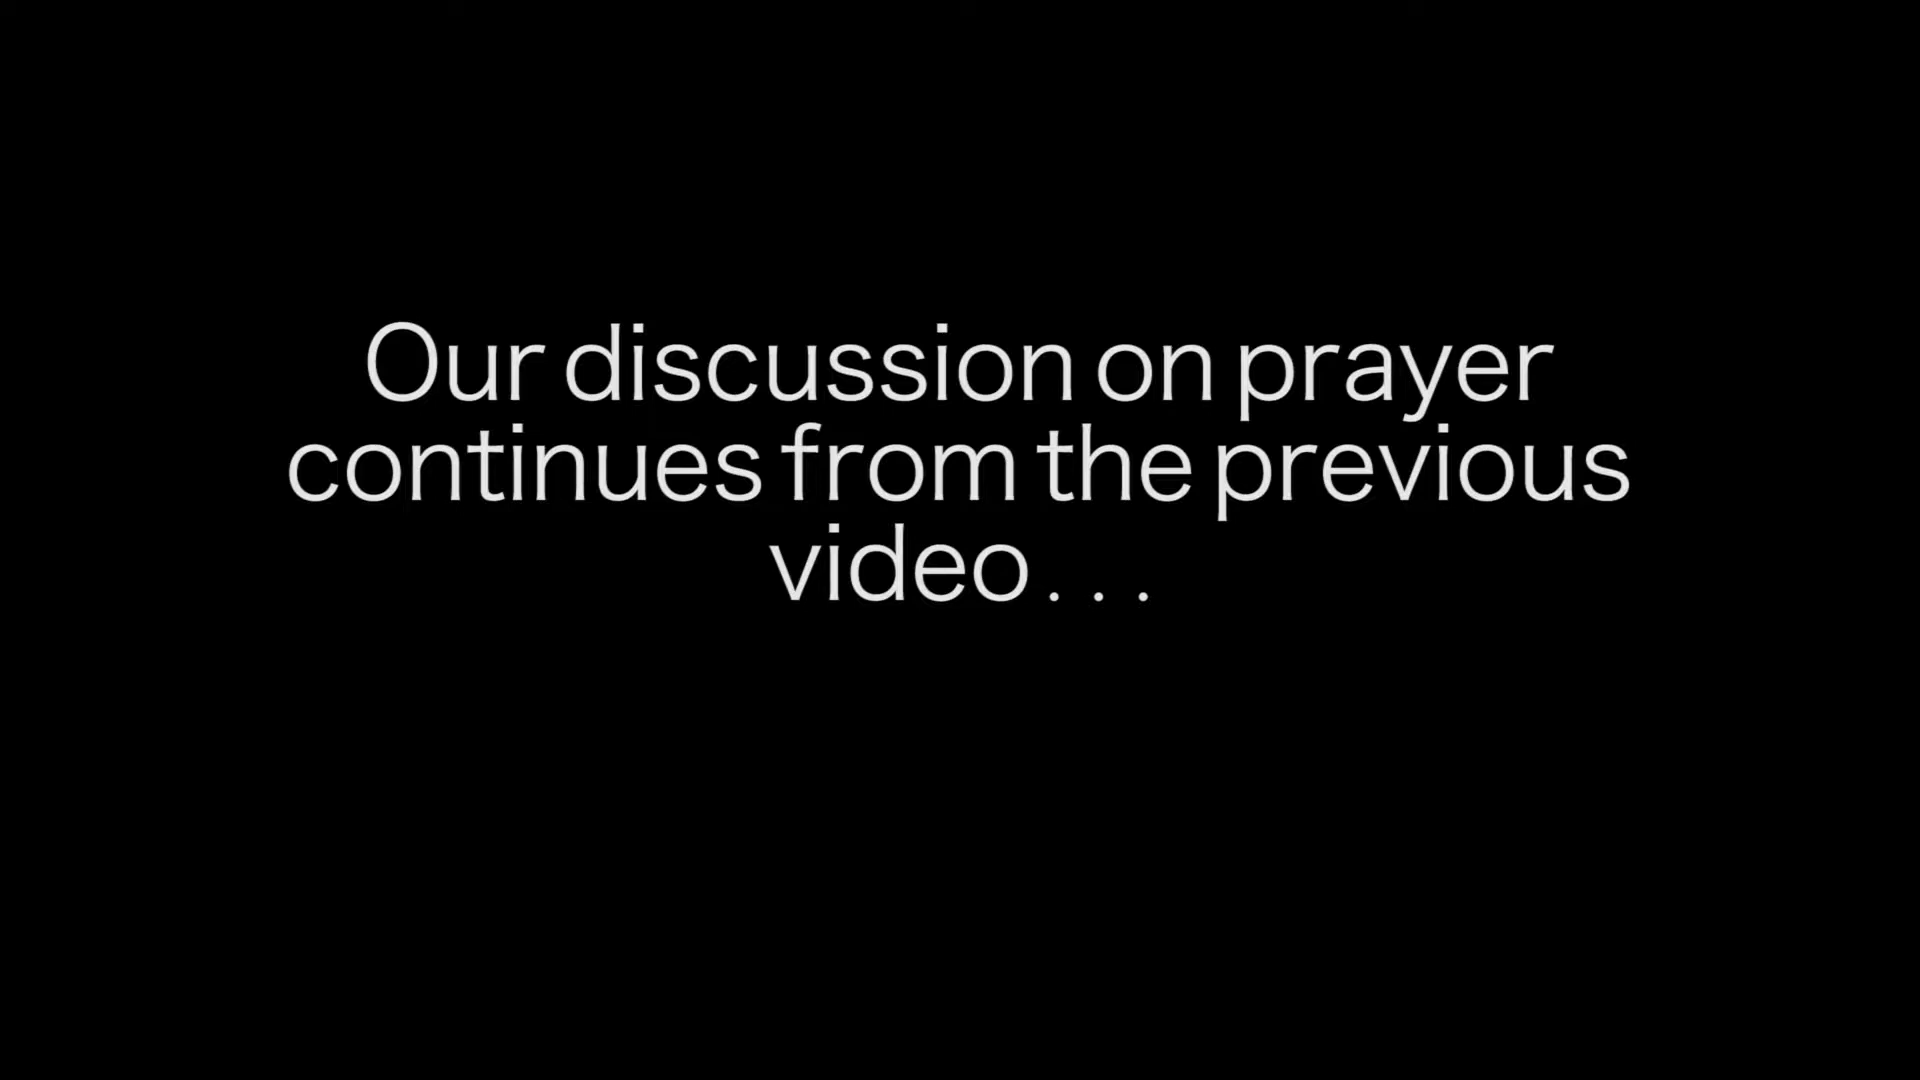 Our discussion on prayer
continues from the previous
video . . .